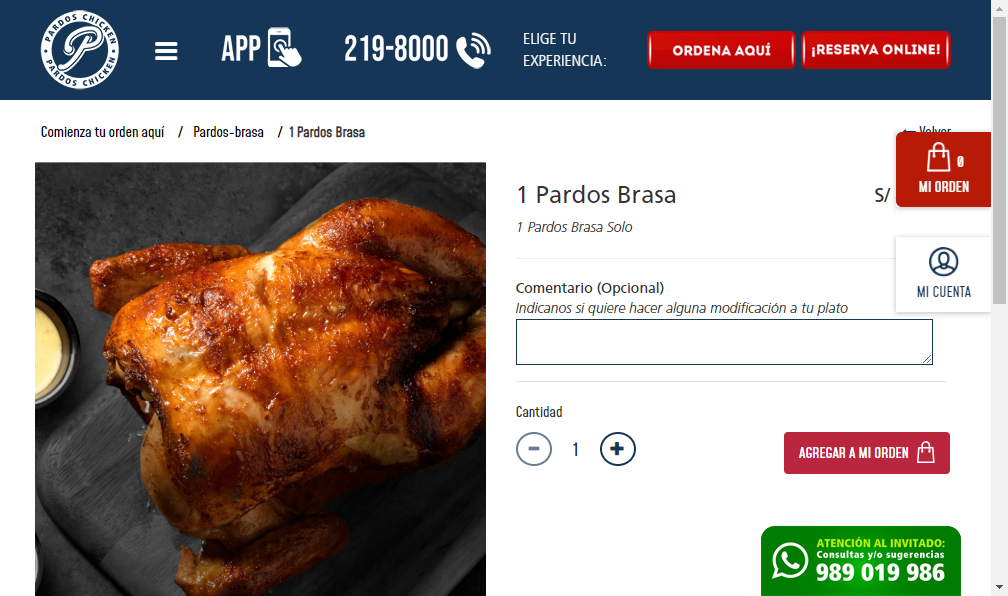 PARDOS CHICKEN
PARDOS CHICKEN
APP
219-8000
ELIGE TU
EXPERIENCIA:
ORDENA AQUÍ
¡RESERVA ONLINE!
Comienza tu orden aquí / Pardos-brasa / 1 Pardos Brasa
Volver
0
MI ORDEN
1 Pardos Brasa
S/
1 Pardos Brasa Solo
MI CUENTA
Comentario (Opcional)
Indicanos si quiere hacer alguna modificación a tu plato
Cantidad
1
AGREGAR A MI ORDEN
ATENCIÓN AL INVITADO:
Consultas y/o sugerencias
989 019 986